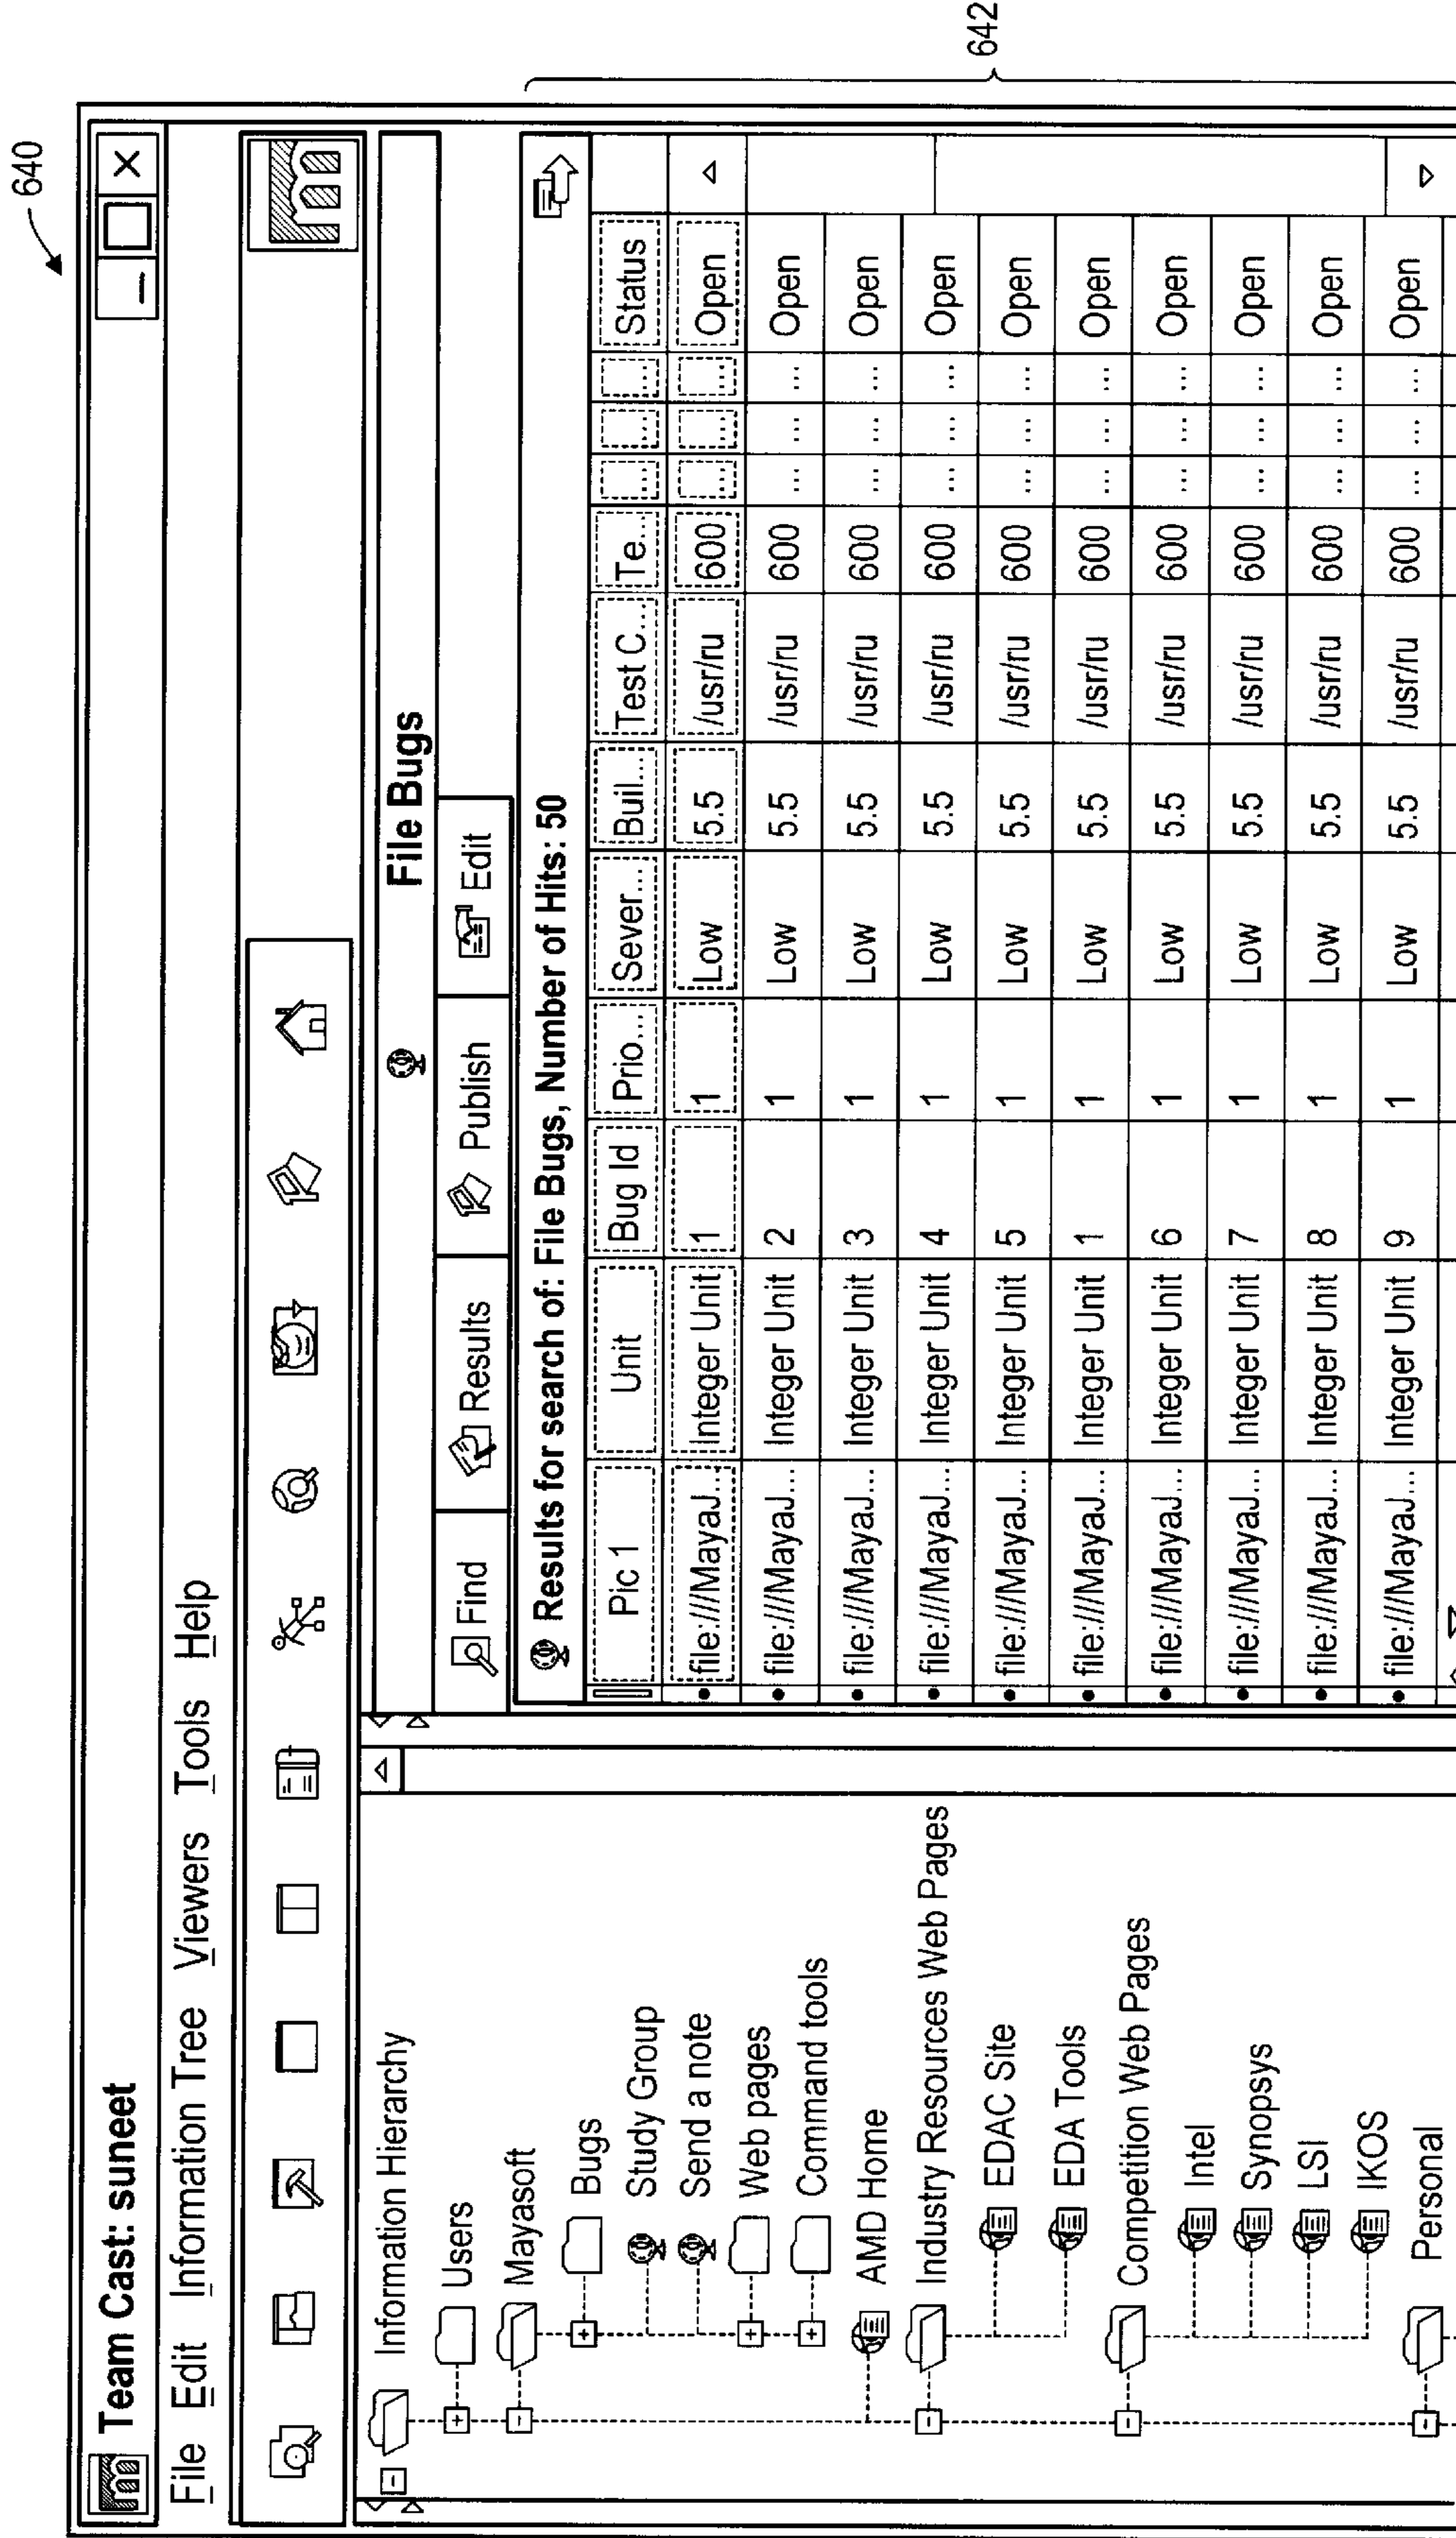 640
Team Cast: suneet
File Edit Information Tree Viewers Tools Help
Information Hierarchy
Users
Mayasoft
Bugs
Study Group
Send a note
Web pages
Command tools
AMD Home
Industry Resources Web Pages
EDAC Site
EDA Tools
Competition Web Pages
Intel
Synopsys
LSI
IKOS
Personal
File Bugs
Find Results Publish Edit
Results for search of: File Bugs, Number of Hits: 50
Pic 1 Unit Bug Id Prio... Sever... Buil... Test C... Te... ... ... ... Status
file:///MayaJ... Integer Unit 1 1 Low 5.5 /usr/ru 600 ... ... ... Open
file:///MayaJ... Integer Unit 2 1 Low 5.5 /usr/ru 600 ... ... ... Open
file:///MayaJ... Integer Unit 3 1 Low 5.5 /usr/ru 600 ... ... ... Open
file:///MayaJ... Integer Unit 4 1 Low 5.5 /usr/ru 600 ... ... ... Open
file:///MayaJ... Integer Unit 5 1 Low 5.5 /usr/ru 600 ... ... ... Open
file:///MayaJ... Integer Unit 1 1 Low 5.5 /usr/ru 600 ... ... ... Open
file:///MayaJ... Integer Unit 6 1 Low 5.5 /usr/ru 600 ... ... ... Open
file:///MayaJ... Integer Unit 7 1 Low 5.5 /usr/ru 600 ... ... ... Open
file:///MayaJ... Integer Unit 8 1 Low 5.5 /usr/ru 600 ... ... ... Open
file:///MayaJ... Integer Unit 9 1 Low 5.5 /usr/ru 600 ... ... ... Open
642